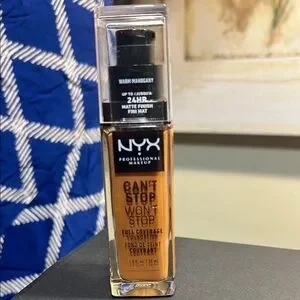 WARM MAHOGANY
UP TO / JUSQU'À
24HR
MATTE FINISH
FINI MAT
NYX
PROFESSIONAL
MAKEUP
CAN'T
STOP
WON'T
STOP
FULL COVERAGE
FOUNDATION
FOND DE TEINT
COUVRANT